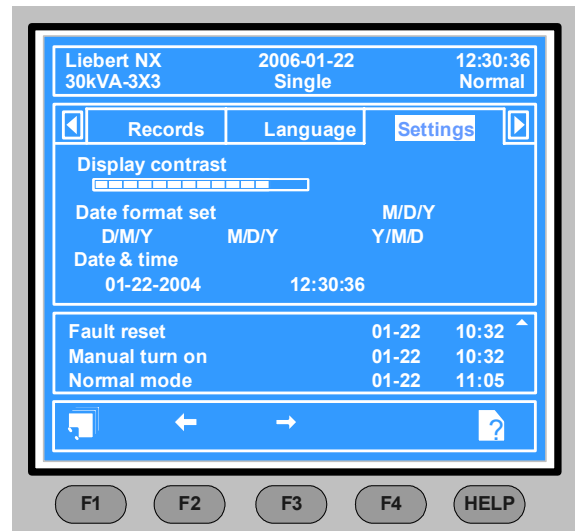 Liebert NX 2006-01-22 12:30:36
30kVA-3X3 Single Normal
Records Language Settings
Display contrast
Date format set M/D/Y
D/M/Y M/D/Y Y/M/D
Date & time
01-22-2004 12:30:36
Fault reset 01-22 10:32
Manual turn on 01-22 10:32
Normal mode 01-22 11:05
?
F1 F2 F3 F4 HELP